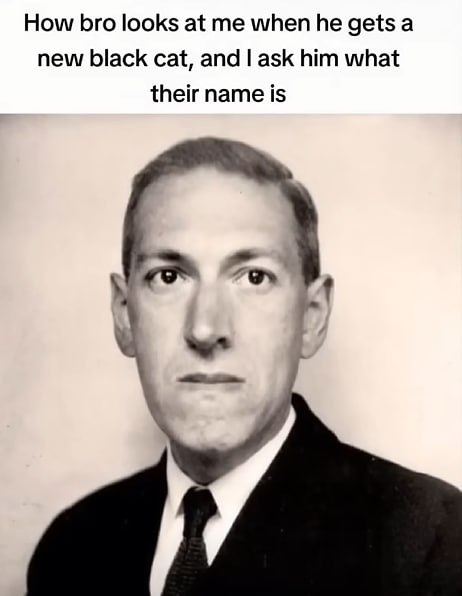 How bro looks at me when he gets a
new black cat, and I ask him what
their name is